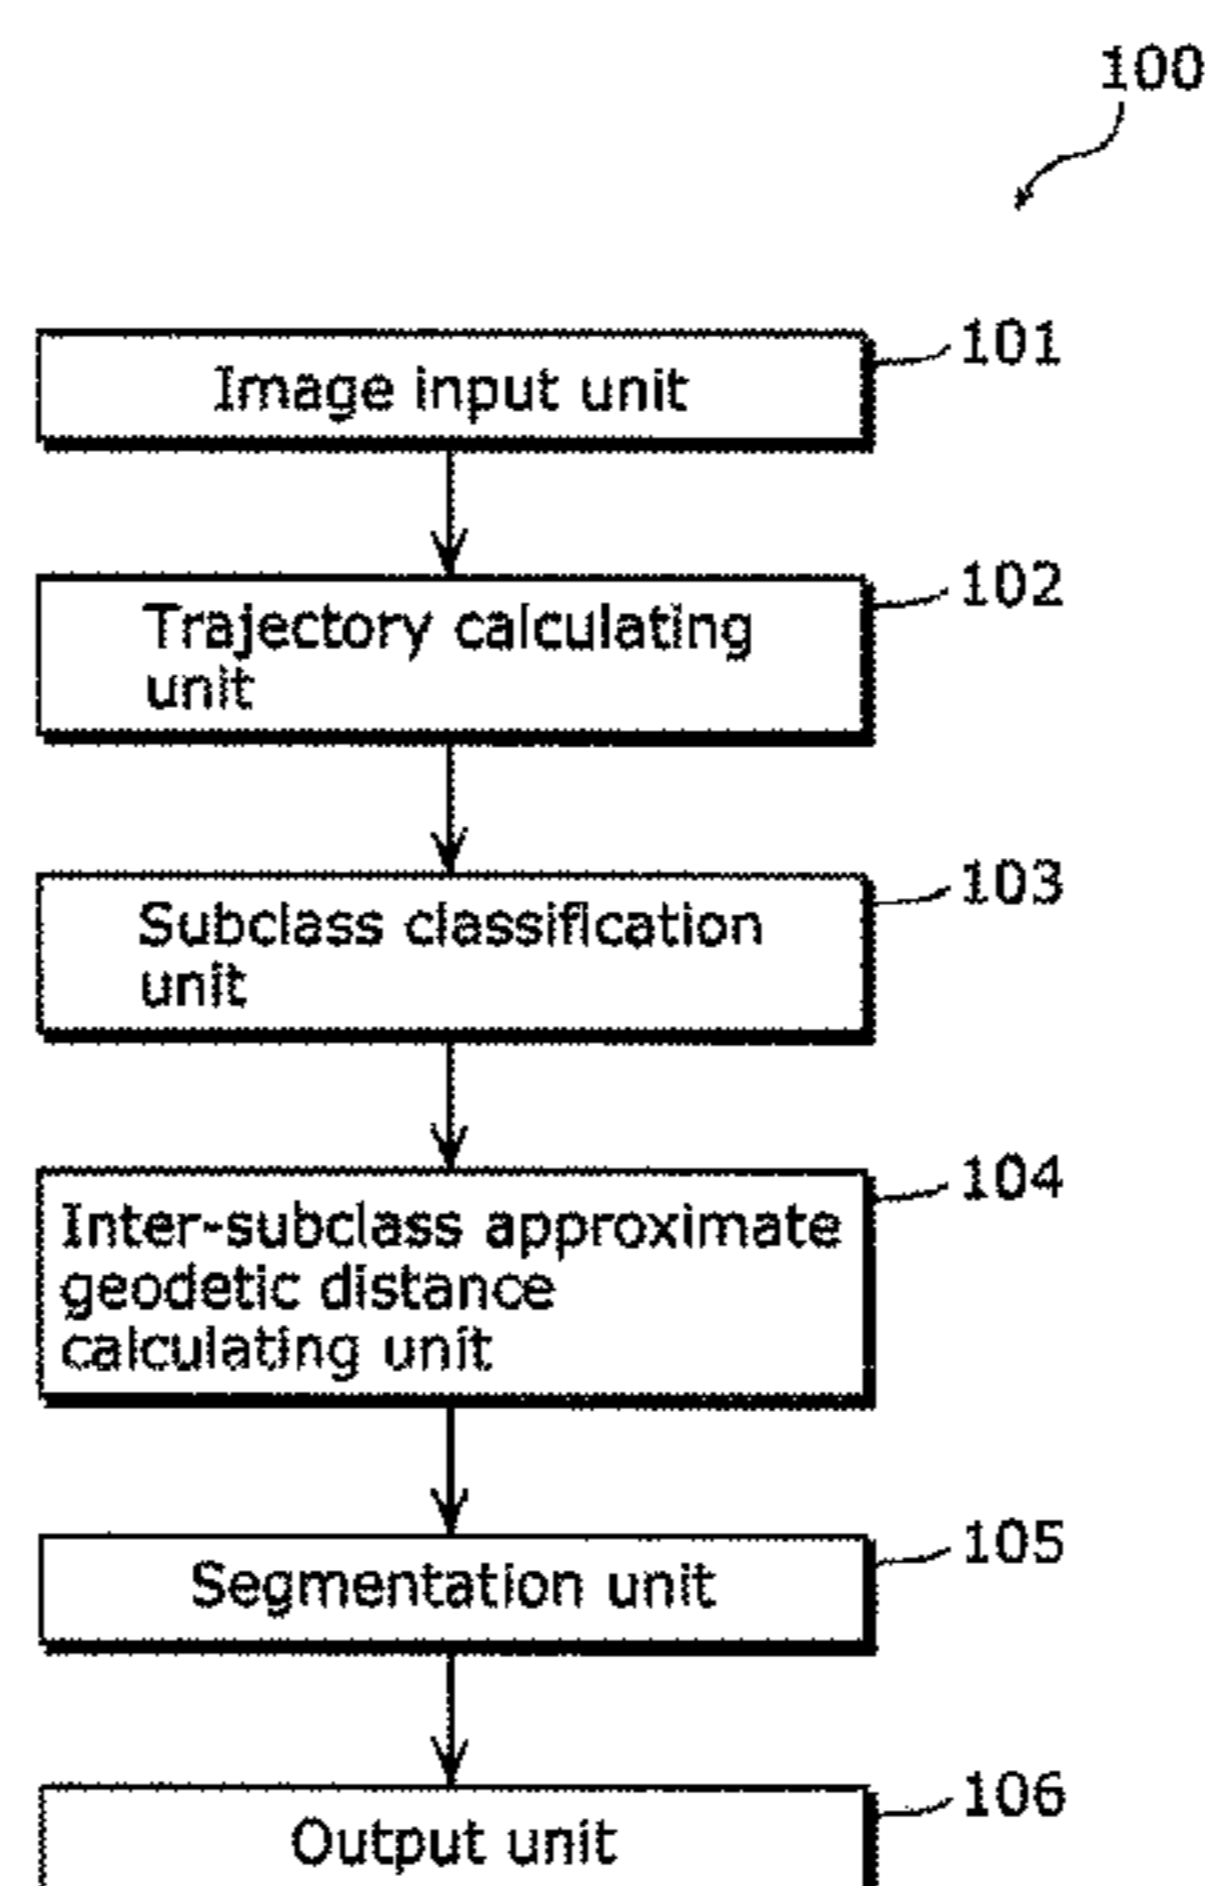 100
Image input unit
101
Trajectory calculating
unit
102
Subclass classification
unit
103
Inter-subclass approximate
geodetic distance
calculating unit
104
Segmentation unit
105
Output unit
106